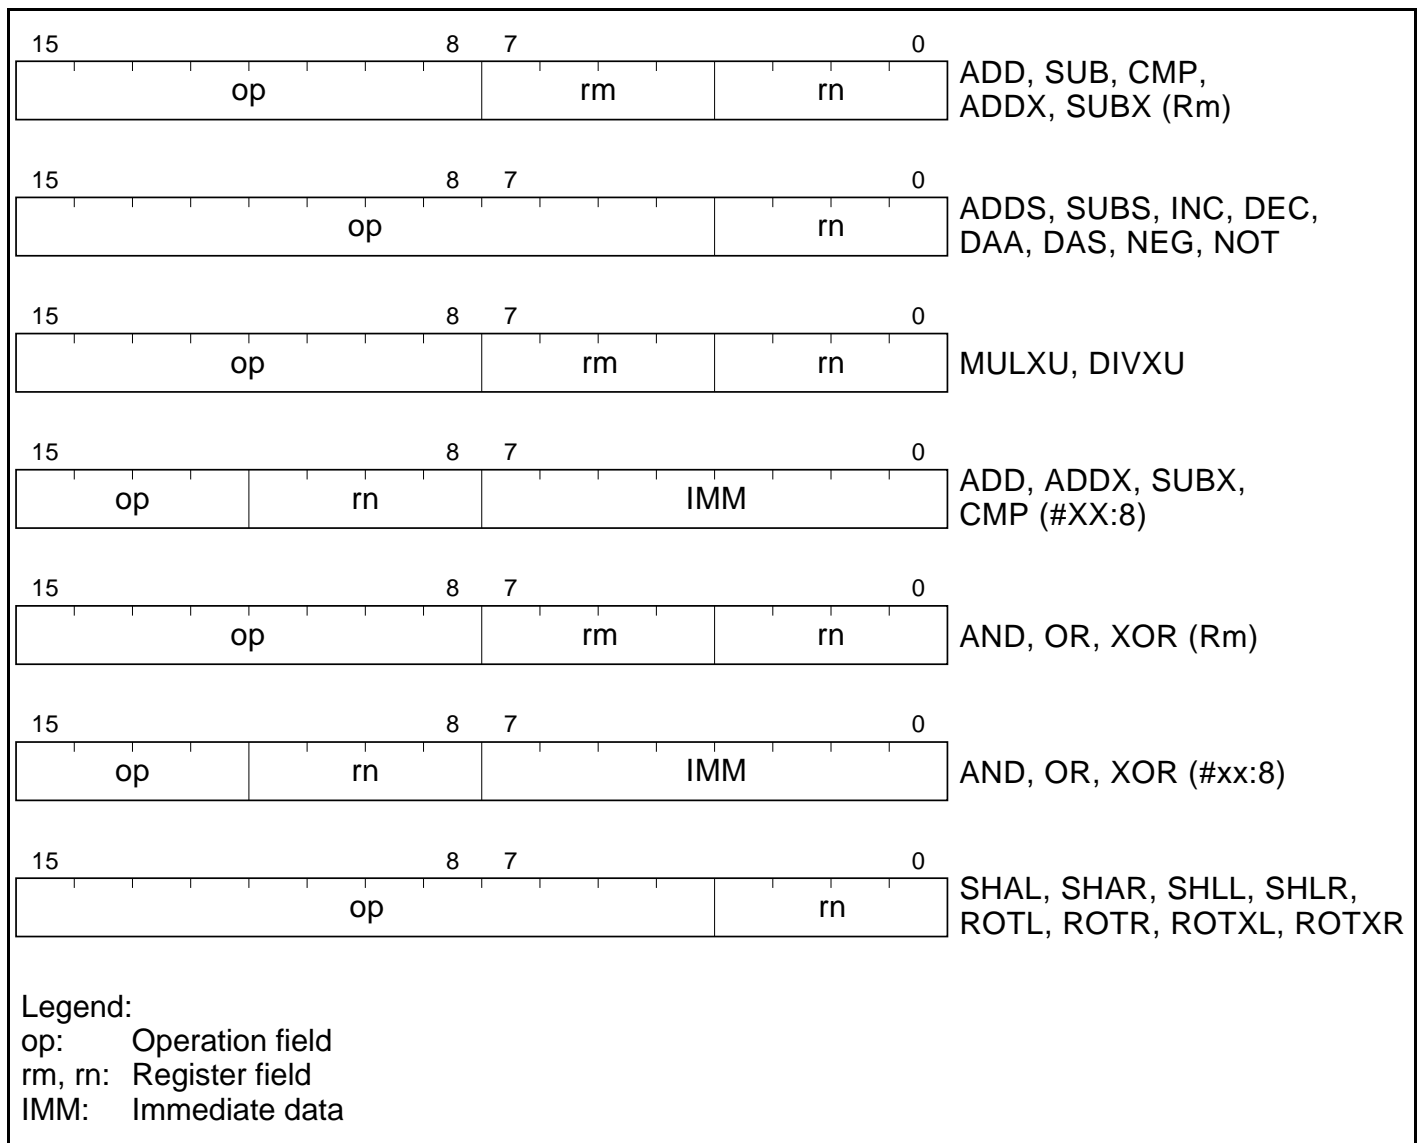 15 8 7 0
op rm rn
ADD, SUB, CMP,
ADDX, SUBX (Rm)
15 8 7 0
op rn
ADDS, SUBS, INC, DEC,
DAA, DAS, NEG, NOT
15 8 7 0
op rm rn
MULXU, DIVXU
15 8 7 0
op rn IMM
ADD, ADDX, SUBX,
CMP (#XX:8)
15 8 7 0
op rm rn
AND, OR, XOR (Rm)
15 8 7 0
op rn IMM
AND, OR, XOR (#xx:8)
15 8 7 0
op rn
SHAL, SHAR, SHLL, SHLR,
ROTL, ROTR, ROTXL, ROTXR
Legend:
op: Operation field
rm, rn: Register field
IMM: Immediate data